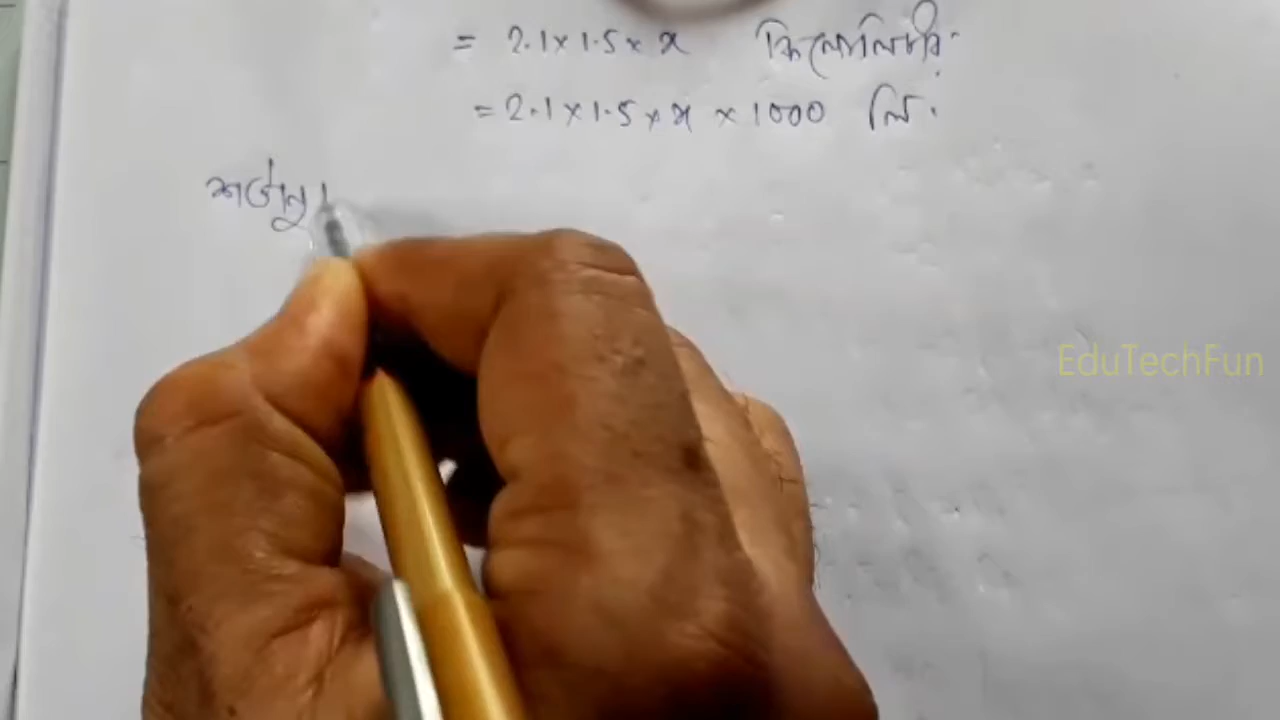 = 2.1 x 1.5 x x কিলোলিটার
= 2.1 x 1.5 x x x 1000 লি.
শর্তানু
EduTechFun